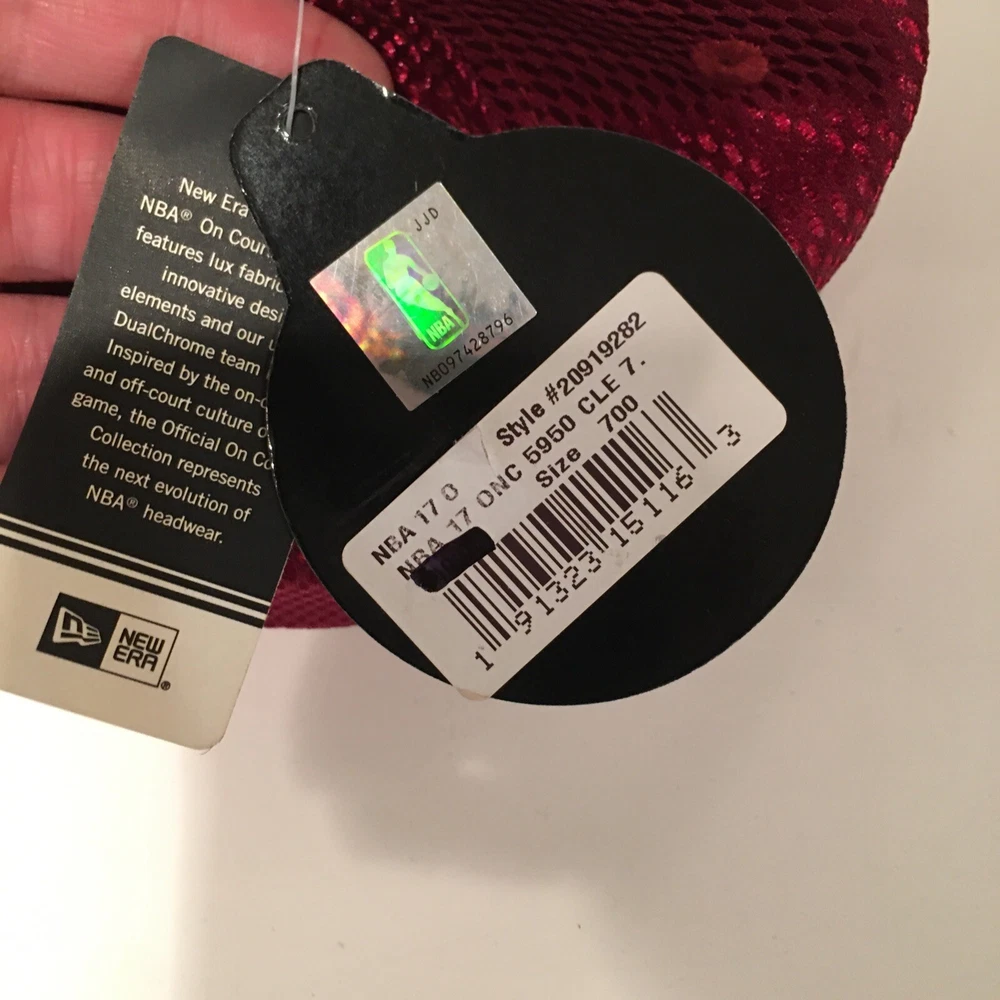 New Era
NBA® On Cour
features lux fabric
innovative desi
elements and our u
DualChrome team
Inspired by the on-c
and off-court culture o
game, the Official On Co
Collection represents
the next evolution of
NBA® headwear.
NEW
ERA®
JJD
NBA
NB097428796
Style #20919282
NBA 17 O
NBA 17 ONC 5950 CLE 7.
Size 700
1 91323 15116 3